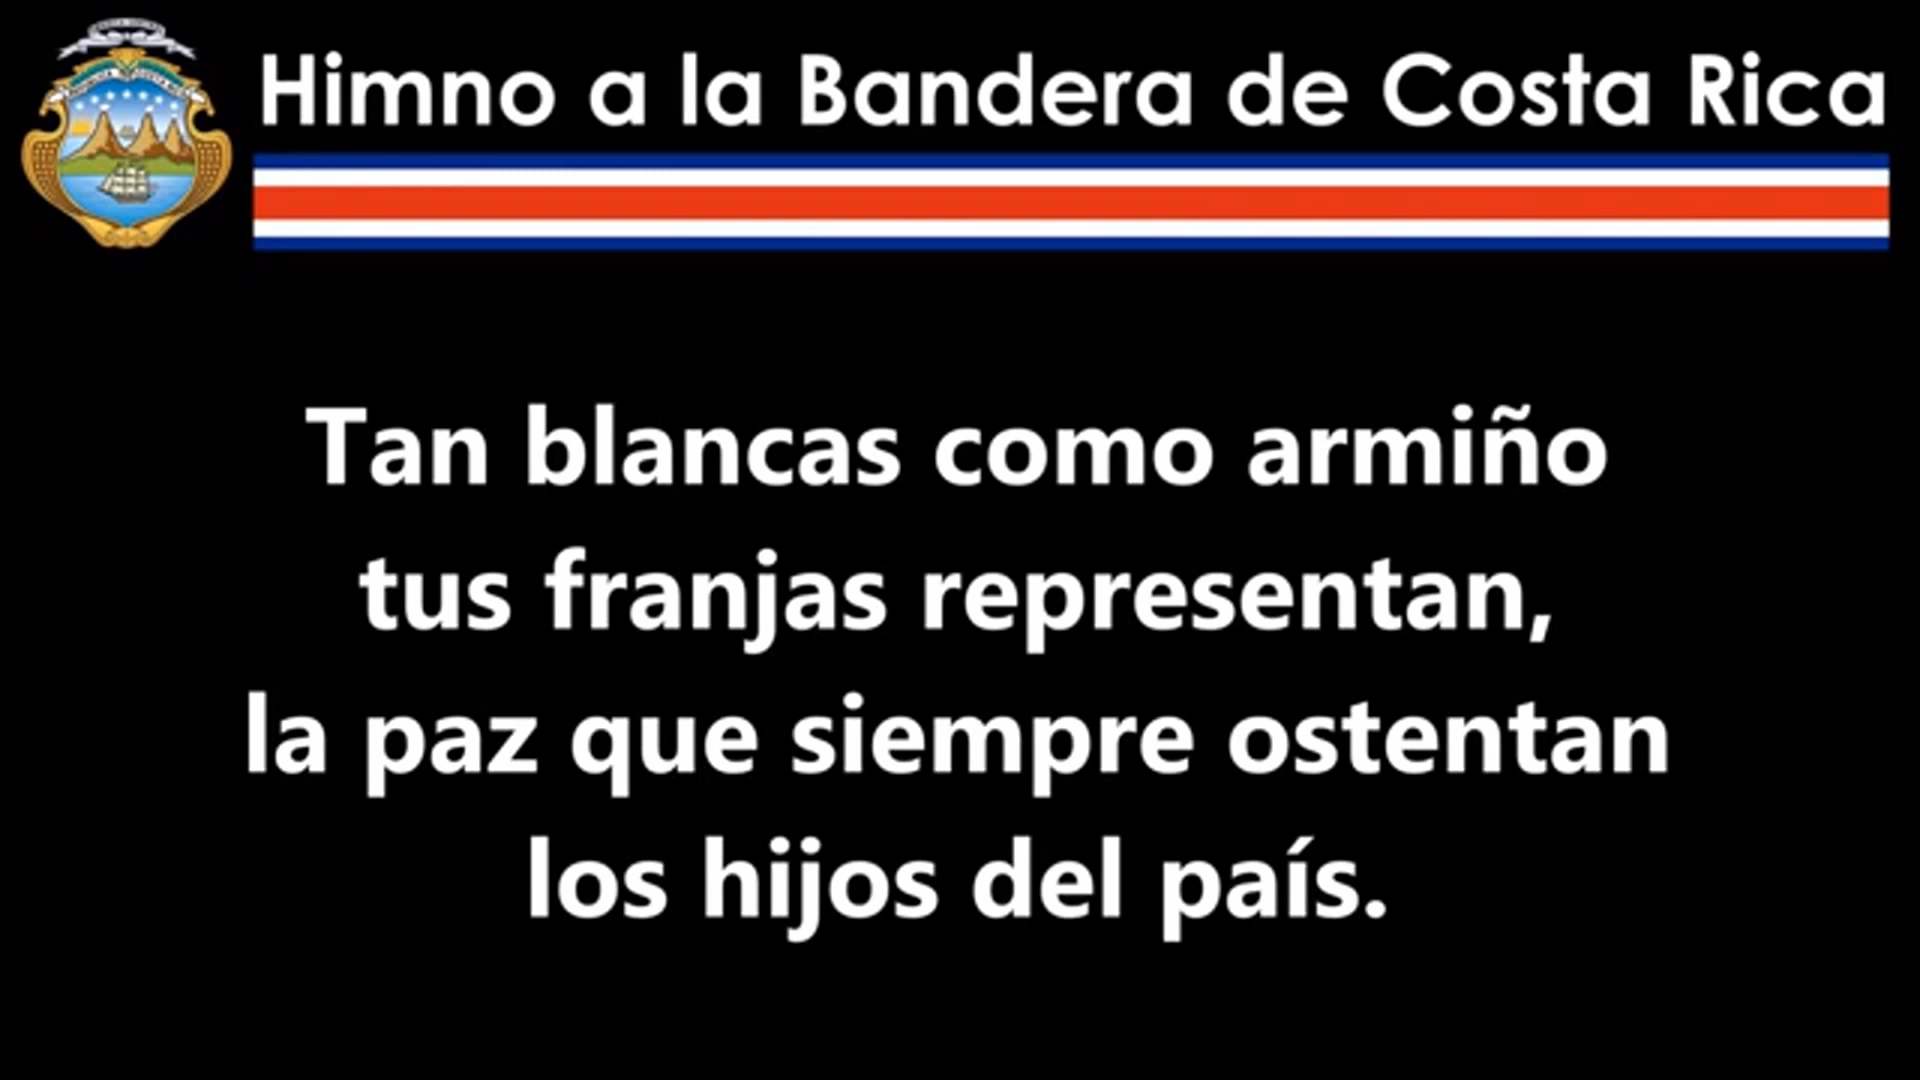 Himno a la Bandera de Costa Rica
Tan blancas como armiño
tus franjas representan,
la paz que siempre ostentan
los hijos del país.